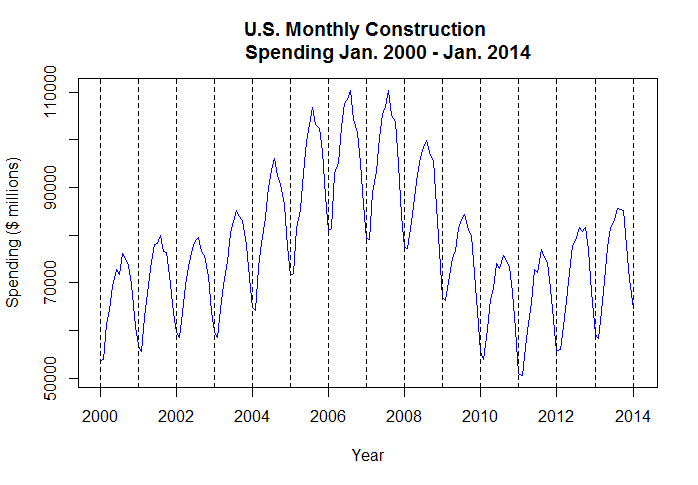 U.S. Monthly Construction
Spending Jan. 2000 - Jan. 2014
110000
90000
70000
50000
Spending ($ millions)
2000 2002 2004 2006 2008 2010 2012 2014
Year